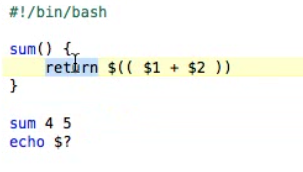 #!/bin/bash
sum() {
    return $(( $1 + $2 ))
}
sum 4 5
echo $?